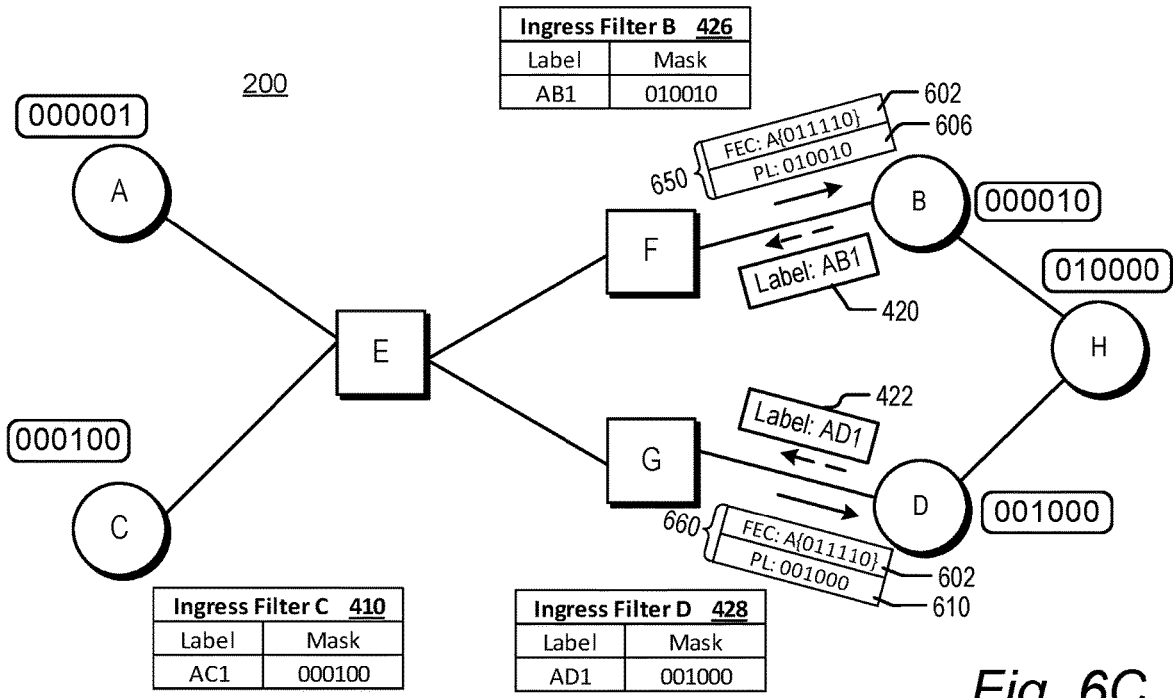 Ingress Filter B 426
Label Mask
AB1 010010
200
000001
A
602
FEC: A{011110}
606
PL: 010010
650
B
000010
F
Label: AB1
420
010000
H
E
422
Label: AD1
000100
G
C
D
001000
660
FEC: A{011110}
602
PL: 001000
610
Ingress Filter C 410
Label Mask
AC1 000100
Ingress Filter D 428
Label Mask
AD1 001000
Fig. 6C